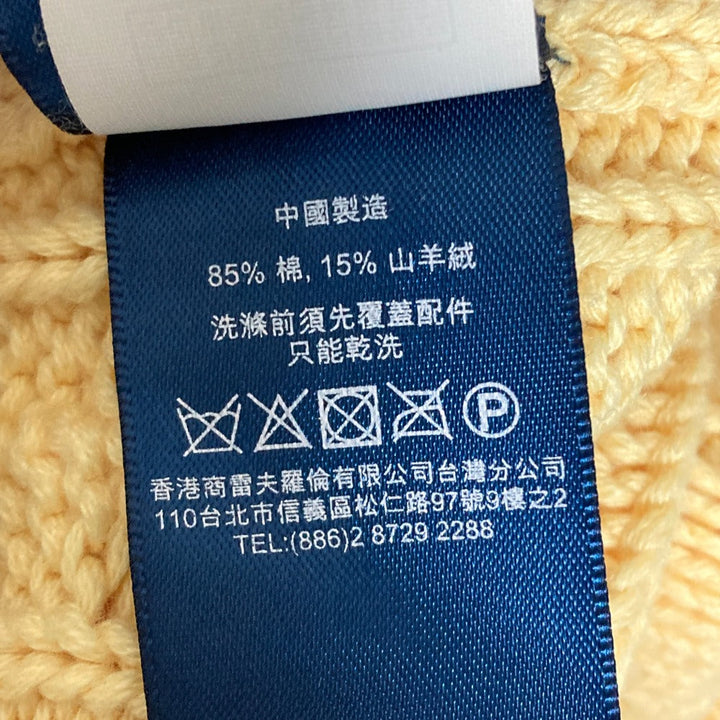 中國製造
85% 棉, 15% 山羊絨
洗滌前須先覆蓋配件
只能乾洗
P
香港商雷夫羅倫有限公司台灣分公司
110台北市信義區松仁路97號9樓之2
TEL:(886)2 8729 2288